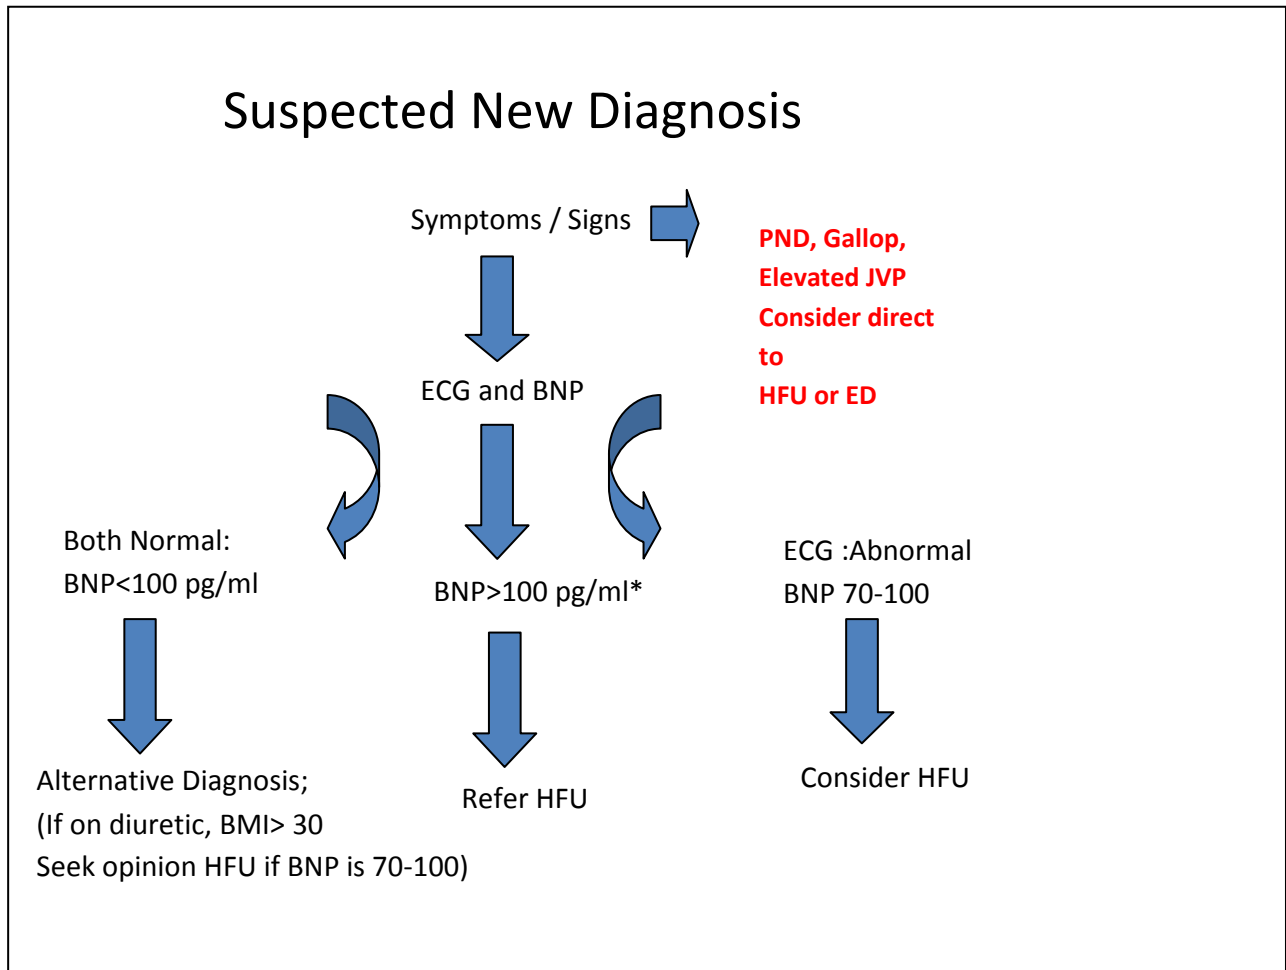 Suspected New Diagnosis
Symptoms / Signs
PND, Gallop,
Elevated JVP
Consider direct
to
HFU or ED
ECG and BNP
Both Normal:
BNP<100 pg/ml
BNP>100 pg/ml*
ECG :Abnormal
BNP 70-100
Alternative Diagnosis;
(If on diuretic, BMI> 30
Seek opinion HFU if BNP is 70-100)
Refer HFU
Consider HFU